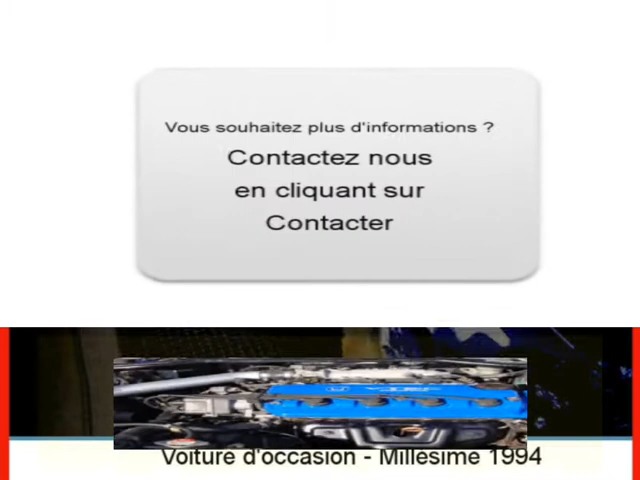 Vous souhaitez plus d'informations ?
Contactez nous
en cliquant sur
Contacter
Voiture d'occasion - Millésime 1994